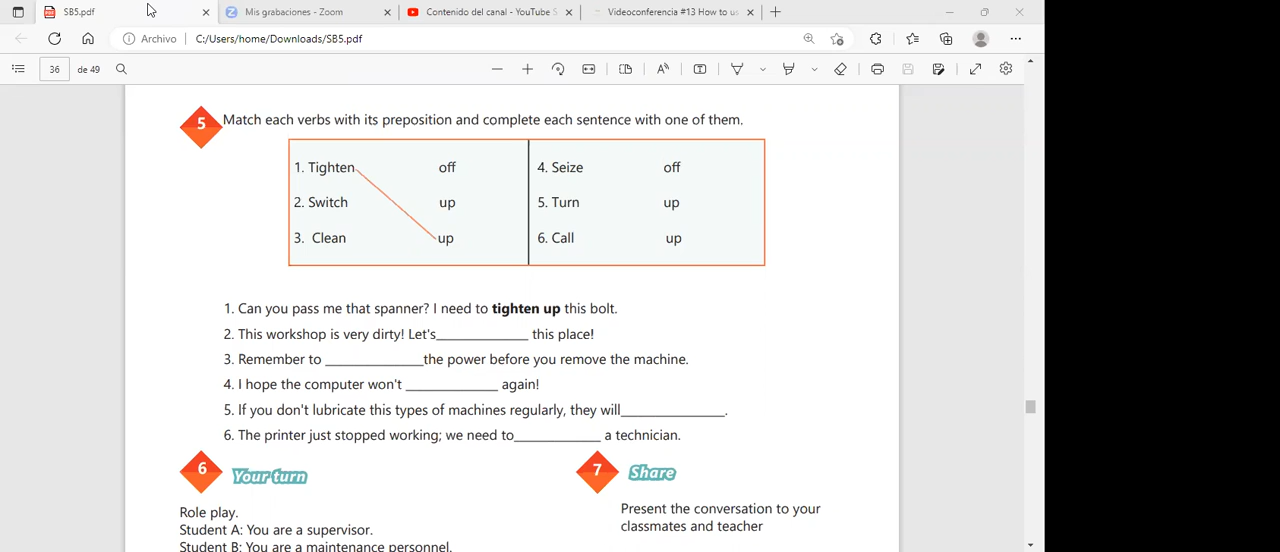 SB5.pdf
Mis grabaciones - Zoom
Contenido del canal - YouTube S
Videoconferencia #13 How to us
Archivo
C:/Users/home/Downloads/SB5.pdf
36 de 49
5 Match each verbs with its preposition and complete each sentence with one of them.
1. Tighten off
2. Switch up
3. Clean up
4. Seize off
5. Turn up
6. Call up
1. Can you pass me that spanner? I need to tighten up this bolt.
2. This workshop is very dirty! Let's______________ this place!
3. Remember to ______________the power before you remove the machine.
4. I hope the computer won't ______________ again!
5. If you don't lubricate this types of machines regularly, they will______________.
6. The printer just stopped working; we need to______________ a technician.
6 Your turn
Role play.
Student A: You are a supervisor.
Student B: You are a maintenance personnel.
7 Share
Present the conversation to your
classmates and teacher